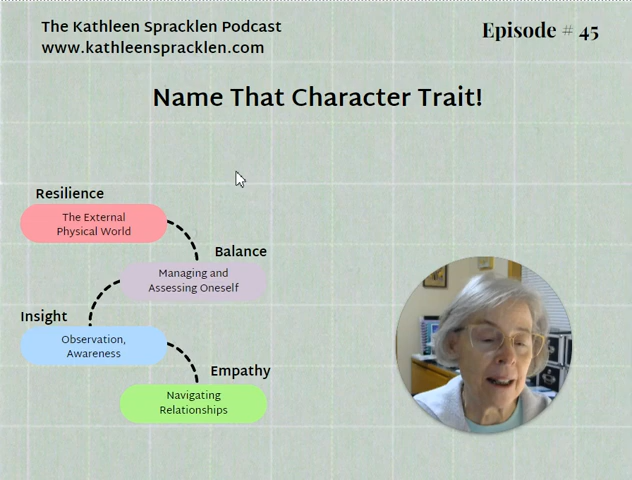 The Kathleen Spracklen Podcast
www.kathleenspracklen.com
Episode # 45
Name That Character Trait!
Resilience
The External
Physical World
Balance
Managing and
Assessing Oneself
Insight
Observation,
Awareness
Empathy
Navigating
Relationships